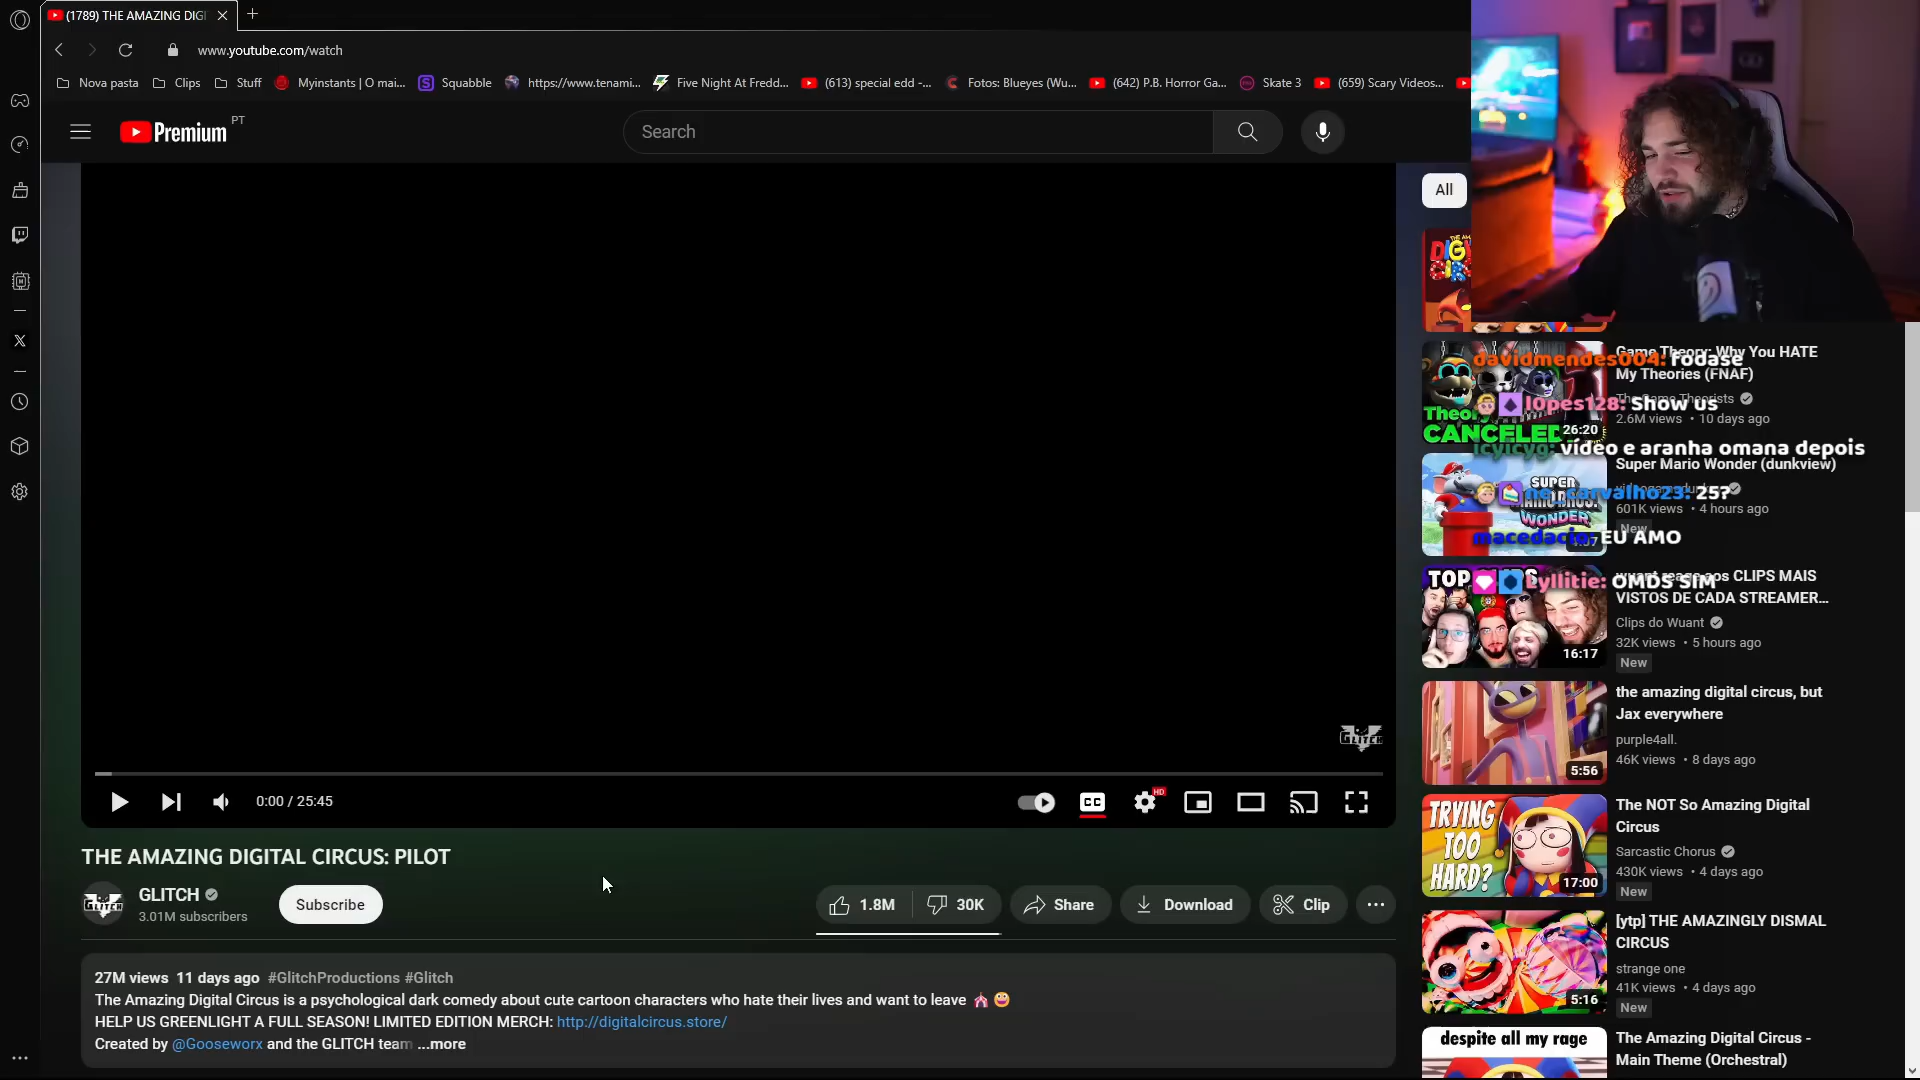 (1789) THE AMAZING DIGI
www.youtube.com/watch
Nova pasta
Clips
Stuff
Myinstants | O mai...
Squabble
https://www.tenami...
Five Night At Fredd...
(613) special edd -...
Fotos: Blueyes (Wu...
(642) P.B. Horror Ga...
Skate 3
(659) Scary Videos...
Premium PT
Search
All
GLITCH
0:00 / 25:45
CC
HD
THE AMAZING DIGITAL CIRCUS: PILOT
GLITCH
3.01M subscribers
Subscribe
1.8M
30K
Share
Download
Clip
27M views 11 days ago #GlitchProductions #Glitch
The Amazing Digital Circus is a psychological dark comedy about cute cartoon characters who hate their lives and want to leave 🎪 😀
HELP US GREENLIGHT A FULL SEASON! LIMITED EDITION MERCH: http://digitalcircus.store/
Created by @Gooseworx and the GLITCH team ...more
Game Theory: Why You HATE
My Theories (FNAF)
The Game Theorists
2.6M views • 10 days ago
CANCELED
26:20
davidmendes004: fodase
l0pes128: Show us
icyicyg: vídeo e aranha omana depois
Super Mario Wonder (dunkview)
601K views • 4 hours ago
New
SUPER
WONDER
carvalho23: 25?
macedacio: EU AMO
Lyllitie: OMDS SIM
CLIPS MAIS
VISTOS DE CADA STREAMER...
Clips do Wuant
32K views • 5 hours ago
New
16:17
the amazing digital circus, but
Jax everywhere
purple4all.
46K views • 8 days ago
5:56
TRYING
TOO
HARD?
17:00
The NOT So Amazing Digital
Circus
Sarcastic Chorus
430K views • 4 days ago
New
[ytp] THE AMAZINGLY DISMAL
CIRCUS
strange one
41K views • 4 days ago
New
5:16
despite all my rage
The Amazing Digital Circus -
Main Theme (Orchestral)